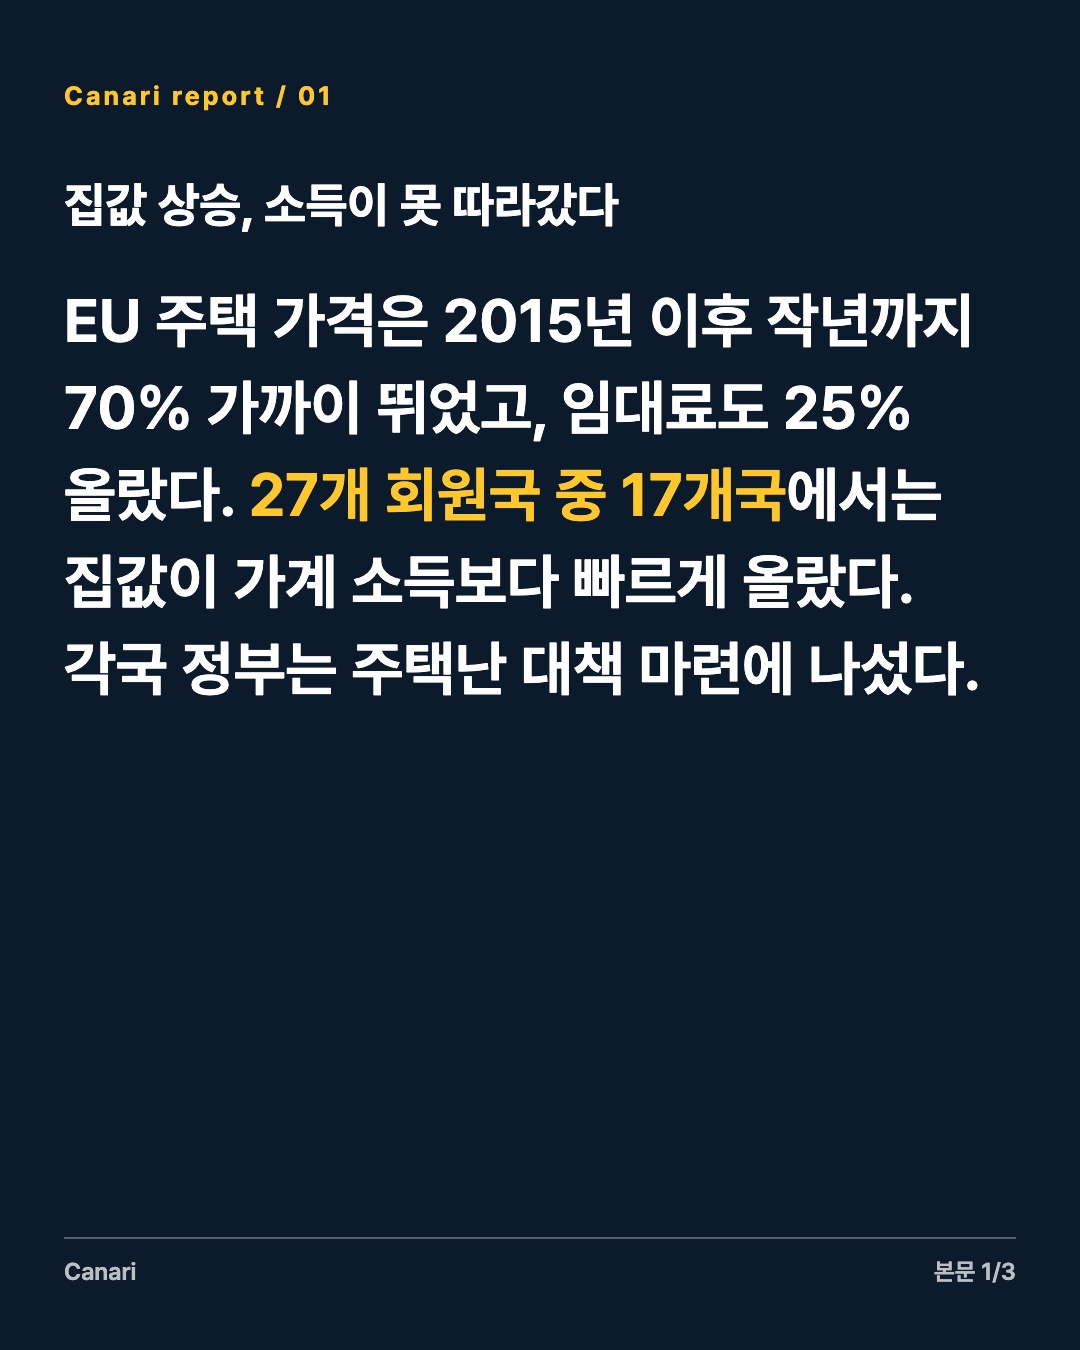 Canari report / 01
집값 상승, 소득이 못 따라갔다
EU 주택 가격은 2015년 이후 작년까지
70% 가까이 뛰었고, 임대료도 25%
올랐다. 27개 회원국 중 17개국에서는
집값이 가계 소득보다 빠르게 올랐다.
각국 정부는 주택난 대책 마련에 나섰다.
Canari
본문 1/3